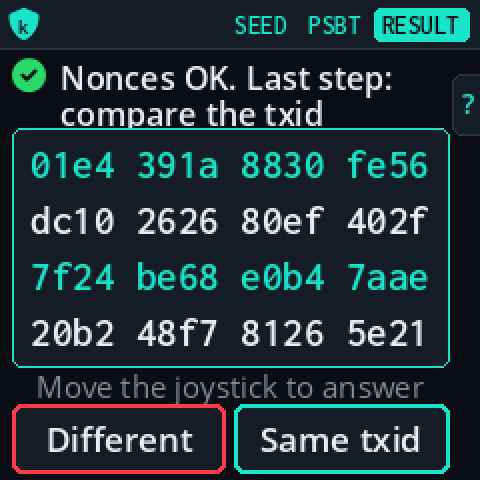 k
SEED PSBT RESULT
Nonces OK. Last step:
compare the txid
?
01e4 391a 8830 fe56
dc10 2626 80ef 402f
7f24 be68 e0b4 7aae
20b2 48f7 8126 5e21
Move the joystick to answer
Different Same txid